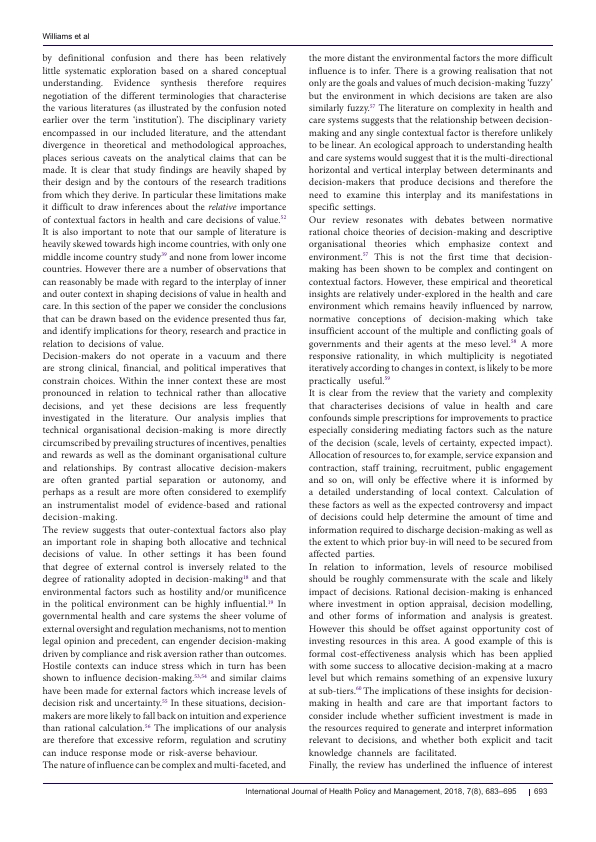 Williams et al
by definitional confusion and there has been relatively
little systematic exploration based on a shared conceptual
understanding. Evidence synthesis therefore requires
negotiation of the different terminologies that characterise
the various literatures (as illustrated by the confusion noted
earlier over the term ‘institution’). The disciplinary variety
encompassed in our included literature, and the attendant
divergence in theoretical and methodological approaches,
places serious caveats on the analytical claims that can be
made. It is clear that study findings are heavily shaped by
their design and by the contours of the research traditions
from which they derive. In particular these limitations make
it difficult to draw inferences about the relative importance
of contextual factors in health and care decisions of value.52
It is also important to note that our sample of literature is
heavily skewed towards high income countries, with only one
middle income country study39 and none from lower income
countries. However there are a number of observations that
can reasonably be made with regard to the interplay of inner
and outer context in shaping decisions of value in health and
care. In this section of the paper we consider the conclusions
that can be drawn based on the evidence presented thus far,
and identify implications for theory, research and practice in
relation to decisions of value.
Decision-makers do not operate in a vacuum and there
are strong clinical, financial, and political imperatives that
constrain choices. Within the inner context these are most
pronounced in relation to technical rather than allocative
decisions, and yet these decisions are less frequently
investigated in the literature. Our analysis implies that
technical organisational decision-making is more directly
circumscribed by prevailing structures of incentives, penalties
and rewards as well as the dominant organisational culture
and relationships. By contrast allocative decision-makers
are often granted partial separation or autonomy, and
perhaps as a result are more often considered to exemplify
an instrumentalist model of evidence-based and rational
decision-making.
The review suggests that outer-contextual factors also play
an important role in shaping both allocative and technical
decisions of value. In other settings it has been found
that degree of external control is inversely related to the
degree of rationality adopted in decision-making18 and that
environmental factors such as hostility and/or munificence
in the political environment can be highly influential.19 In
governmental health and care systems the sheer volume of
external oversight and regulation mechanisms, not to mention
legal opinion and precedent, can engender decision-making
driven by compliance and risk aversion rather than outcomes.
Hostile contexts can induce stress which in turn has been
shown to influence decision-making,53,54 and similar claims
have been made for external factors which increase levels of
decision risk and uncertainty.55 In these situations, decision-
makers are more likely to fall back on intuition and experience
than rational calculation.56 The implications of our analysis
are therefore that excessive reform, regulation and scrutiny
can induce response mode or risk-averse behaviour.
The nature of influence can be complex and multi-faceted, and
the more distant the environmental factors the more difficult
influence is to infer. There is a growing realisation that not
only are the goals and values of much decision-making ‘fuzzy’
but the environment in which decisions are taken are also
similarly fuzzy.57 The literature on complexity in health and
care systems suggests that the relationship between decision-
making and any single contextual factor is therefore unlikely
to be linear. An ecological approach to understanding health
and care systems would suggest that it is the multi-directional
horizontal and vertical interplay between determinants and
decision-makers that produce decisions and therefore the
need to examine this interplay and its manifestations in
specific settings.
Our review resonates with debates between normative
rational choice theories of decision-making and descriptive
organisational theories which emphasize context and
environment.57 This is not the first time that decision-
making has been shown to be complex and contingent on
contextual factors. However, these empirical and theoretical
insights are relatively under-explored in the health and care
environment which remains heavily influenced by narrow,
normative conceptions of decision-making which take
insufficient account of the multiple and conflicting goals of
governments and their agents at the meso level.58 A more
responsive rationality, in which multiplicity is negotiated
iteratively according to changes in context, is likely to be more
practically useful.59
It is clear from the review that the variety and complexity
that characterises decisions of value in health and care
confounds simple prescriptions for improvements to practice
especially considering mediating factors such as the nature
of the decision (scale, levels of certainty, expected impact).
Allocation of resources to, for example, service expansion and
contraction, staff training, recruitment, public engagement
and so on, will only be effective where it is informed by
a detailed understanding of local context. Calculation of
these factors as well as the expected controversy and impact
of decisions could help determine the amount of time and
information required to discharge decision-making as well as
the extent to which prior buy-in will need to be secured from
affected parties.
In relation to information, levels of resource mobilised
should be roughly commensurate with the scale and likely
impact of decisions. Rational decision-making is enhanced
where investment in option appraisal, decision modelling,
and other forms of information and analysis is greatest.
However this should be offset against opportunity cost of
investing resources in this area. A good example of this is
formal cost-effectiveness analysis which has been applied
with some success to allocative decision-making at a macro
level but which remains something of an expensive luxury
at sub-tiers.60 The implications of these insights for decision-
making in health and care are that important factors to
consider include whether sufficient investment is made in
the resources required to generate and interpret information
relevant to decisions, and whether both explicit and tacit
knowledge channels are facilitated.
Finally, the review has underlined the influence of interest
International Journal of Health Policy and Management, 2018, 7(8), 683–695 | 693